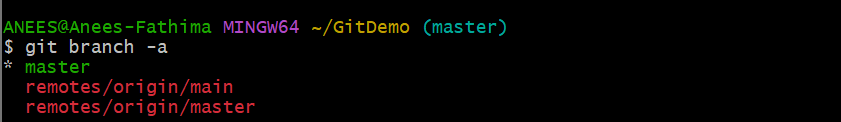 ANEES@Anees-Fathima MINGW64 ~/GitDemo (master)
$ git branch -a
* master
  remotes/origin/main
  remotes/origin/master